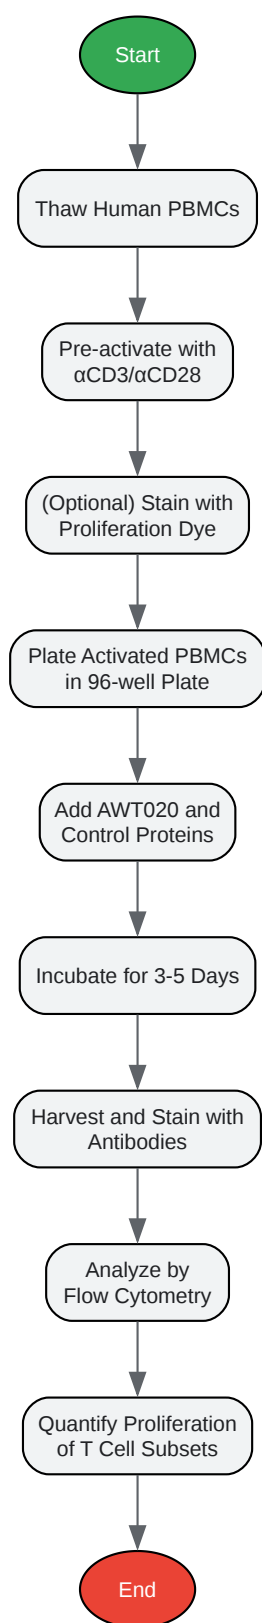 Start
Thaw Human PBMCs
Pre-activate with
αCD3/αCD28
(Optional) Stain with
Proliferation Dye
Plate Activated PBMCs
in 96-well Plate
Add AWT020 and
Control Proteins
Incubate for 3-5 Days
Harvest and Stain with
Antibodies
Analyze by
Flow Cytometry
Quantify Proliferation
of T Cell Subsets
End